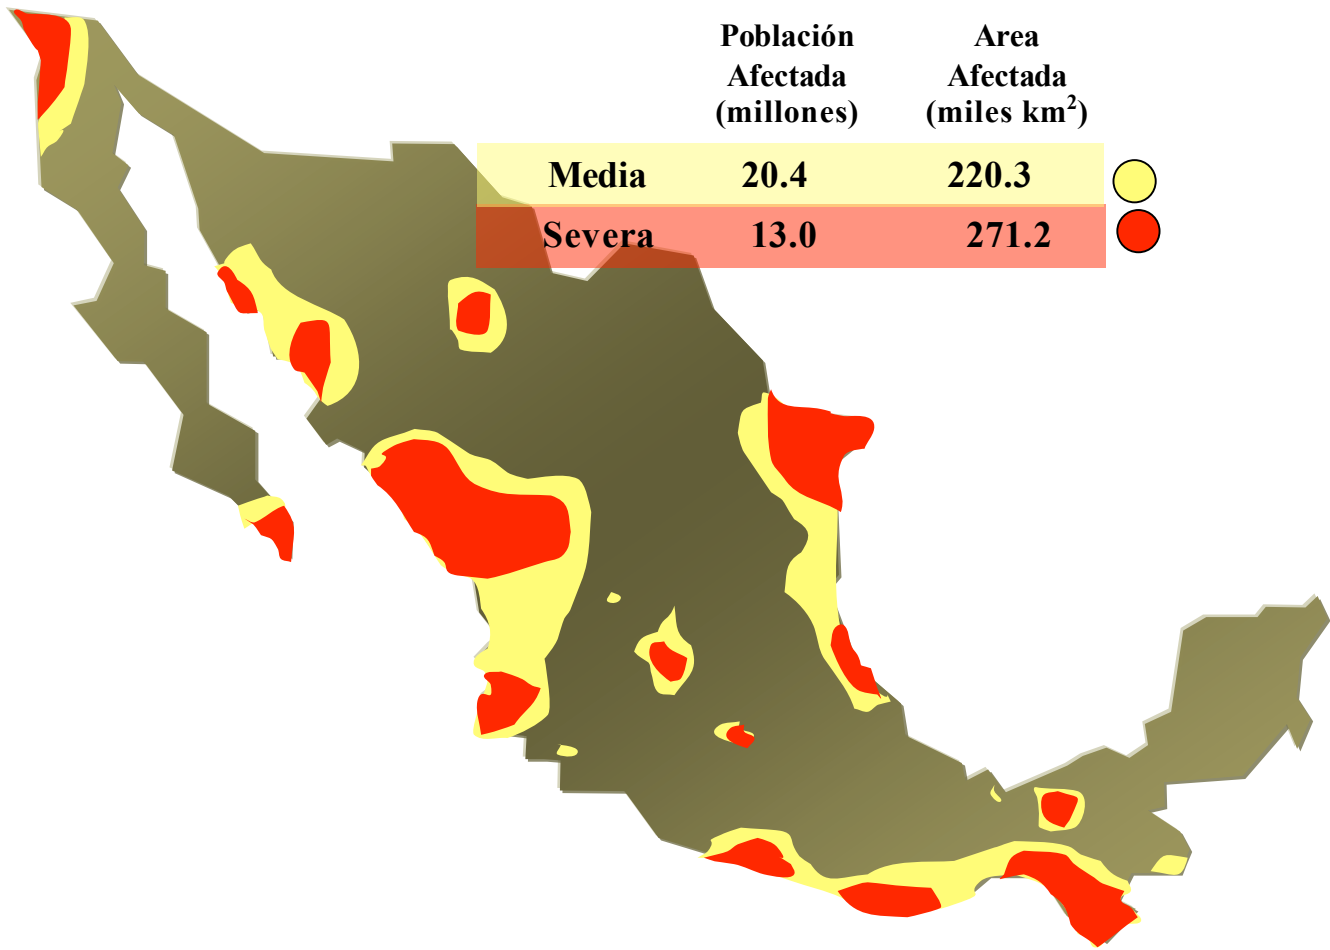 Población Area
Afectada Afectada
(millones) (miles km²)
Media 20.4 220.3
Severa 13.0 271.2